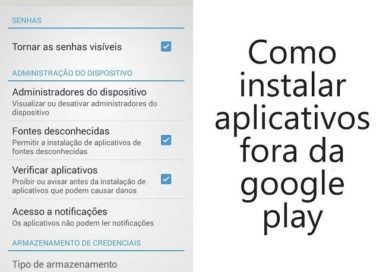 SENHAS
Tornar as senhas visíveis
ADMINISTRAÇÃO DO DISPOSITIVO
Administradores do dispositivo
Visualizar ou desativar administradores do
dispositivo
Fontes desconhecidas
Permitir a instalação de aplicativos de
fontes desconhecidas
Verificar aplicativos
Proibir ou avisar antes da instalação
de aplicativos que podem causar danos
Acesso a notificações
Os aplicativos não podem ler notificações
ARMAZENAMENTO DE CREDENCIAIS
Tipo de armazenamento
Como
instalar
aplicativos
fora da
google
play